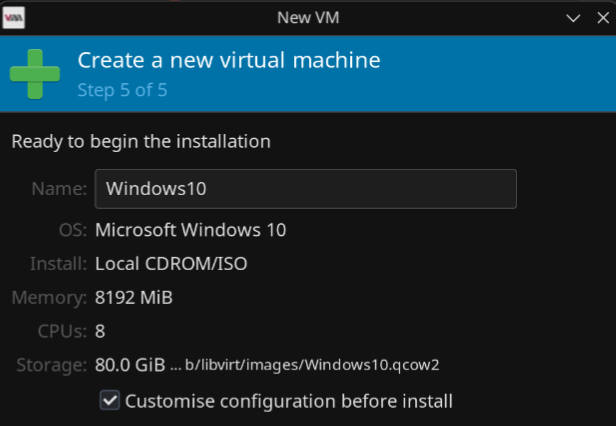 New VM
Create a new virtual machine
Step 5 of 5
Ready to begin the installation
Name: Windows10
OS: Microsoft Windows 10
Install: Local CDROM/ISO
Memory: 8192 MiB
CPUs: 8
Storage: 80.0 GiB ... b/libvirt/images/Windows10.qcow2
Customise configuration before install